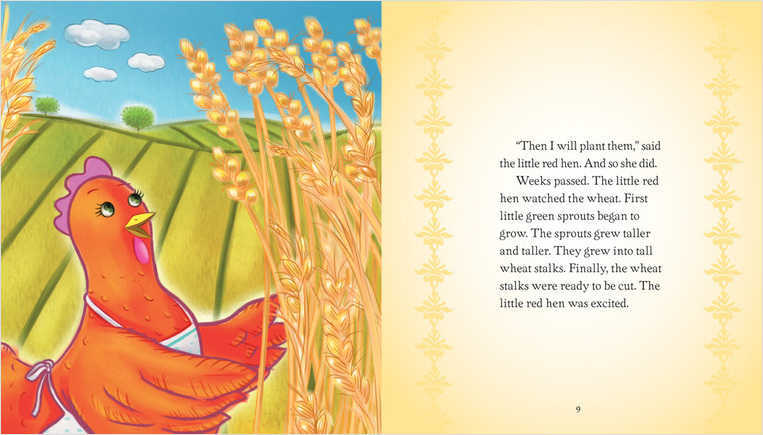 “Then I will plant them,” said
the little red hen. And so she did.
Weeks passed. The little red
hen watched the wheat. First
little green sprouts began to
grow. The sprouts grew taller
and taller. They grew into tall
wheat stalks. Finally, the wheat
stalks were ready to be cut. The
little red hen was excited.
9